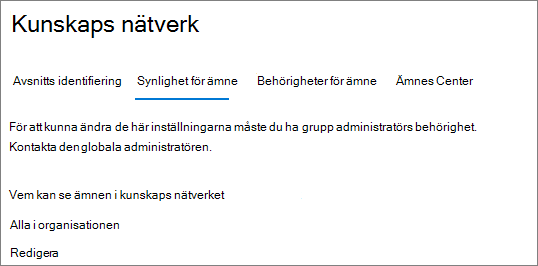 Kunskaps nätverk
Avsnitts identifiering Synlighet för ämne Behörigheter för ämne Ämnes Center
För att kunna ändra de här inställningarna måste du ha grupp administratörs behörighet.
Kontakta den globala administratören.
Vem kan se ämnen i kunskaps nätverket
Alla i organisationen
Redigera